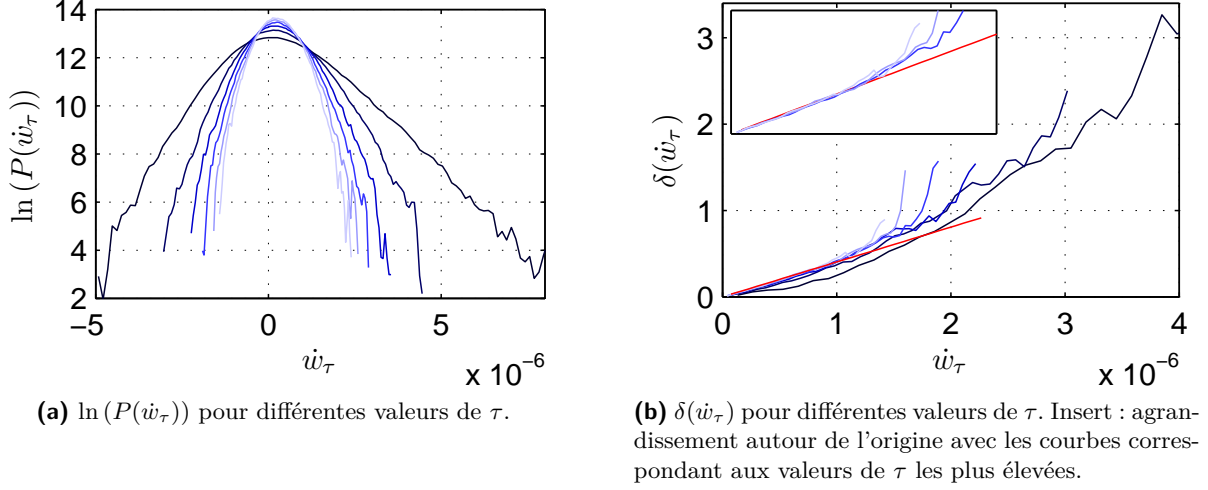 14
12
10
8
6
4
2
−5
0
5
x 10⁻⁶
ẇ_τ
ln (P(ẇ_τ))
(a) ln (P(ẇ_τ)) pour différentes valeurs de τ.
3
2
1
0
0
1
2
3
4
x 10⁻⁶
ẇ_τ
δ(ẇ_τ)
(b) δ(ẇ_τ) pour différentes valeurs de τ. Insert : agran-
dissement autour de l'origine avec les courbes corres-
pondant aux valeurs de τ les plus élevées.